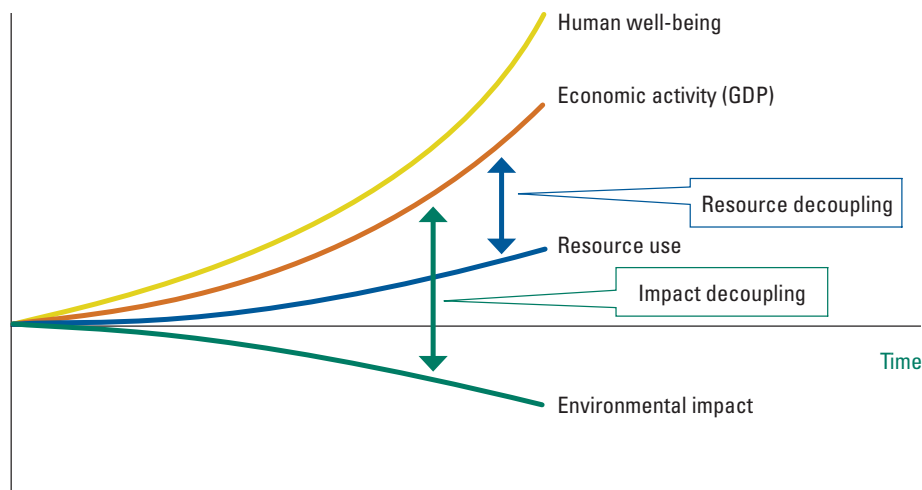 Human well-being
Economic activity (GDP)
Resource decoupling
Resource use
Impact decoupling
Time
Environmental impact